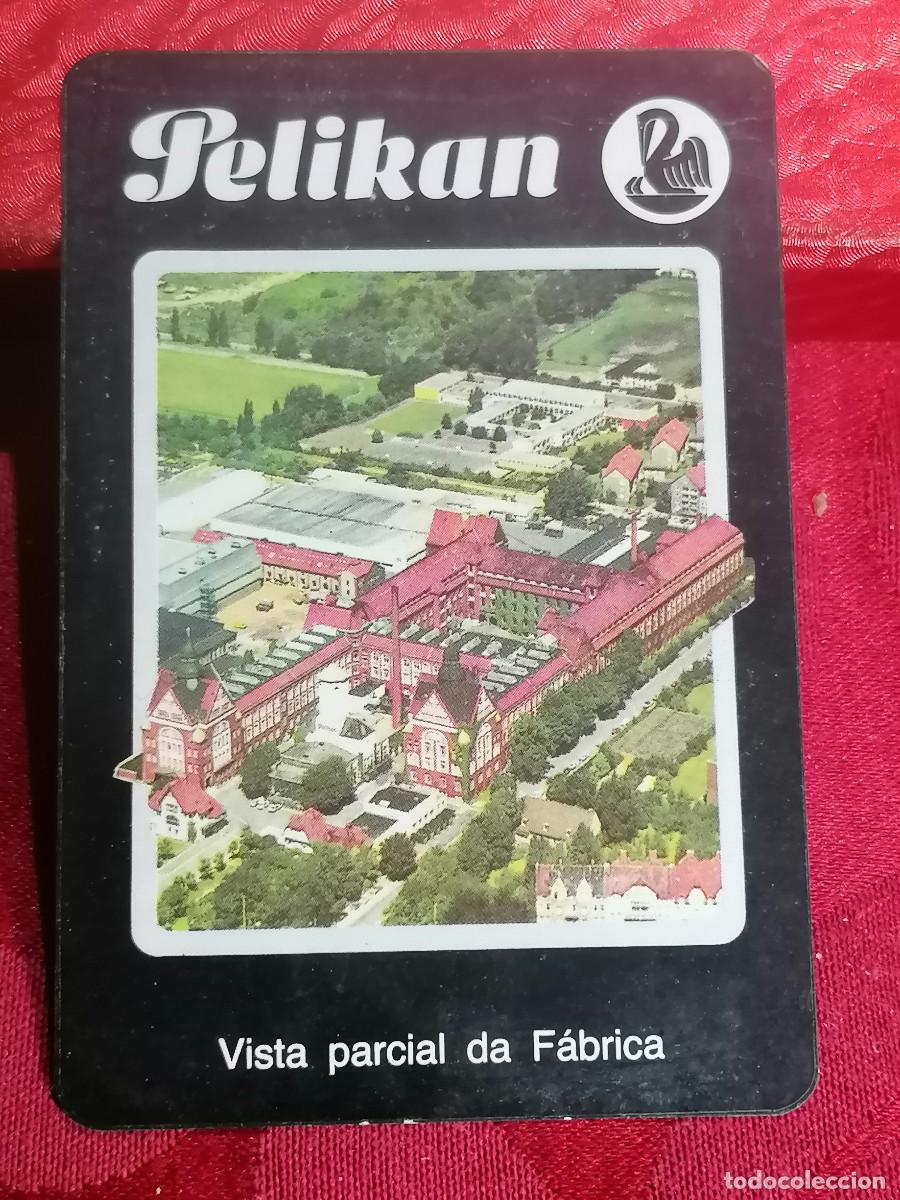 Pelikan
Vista parcial da Fábrica
todocoleccion